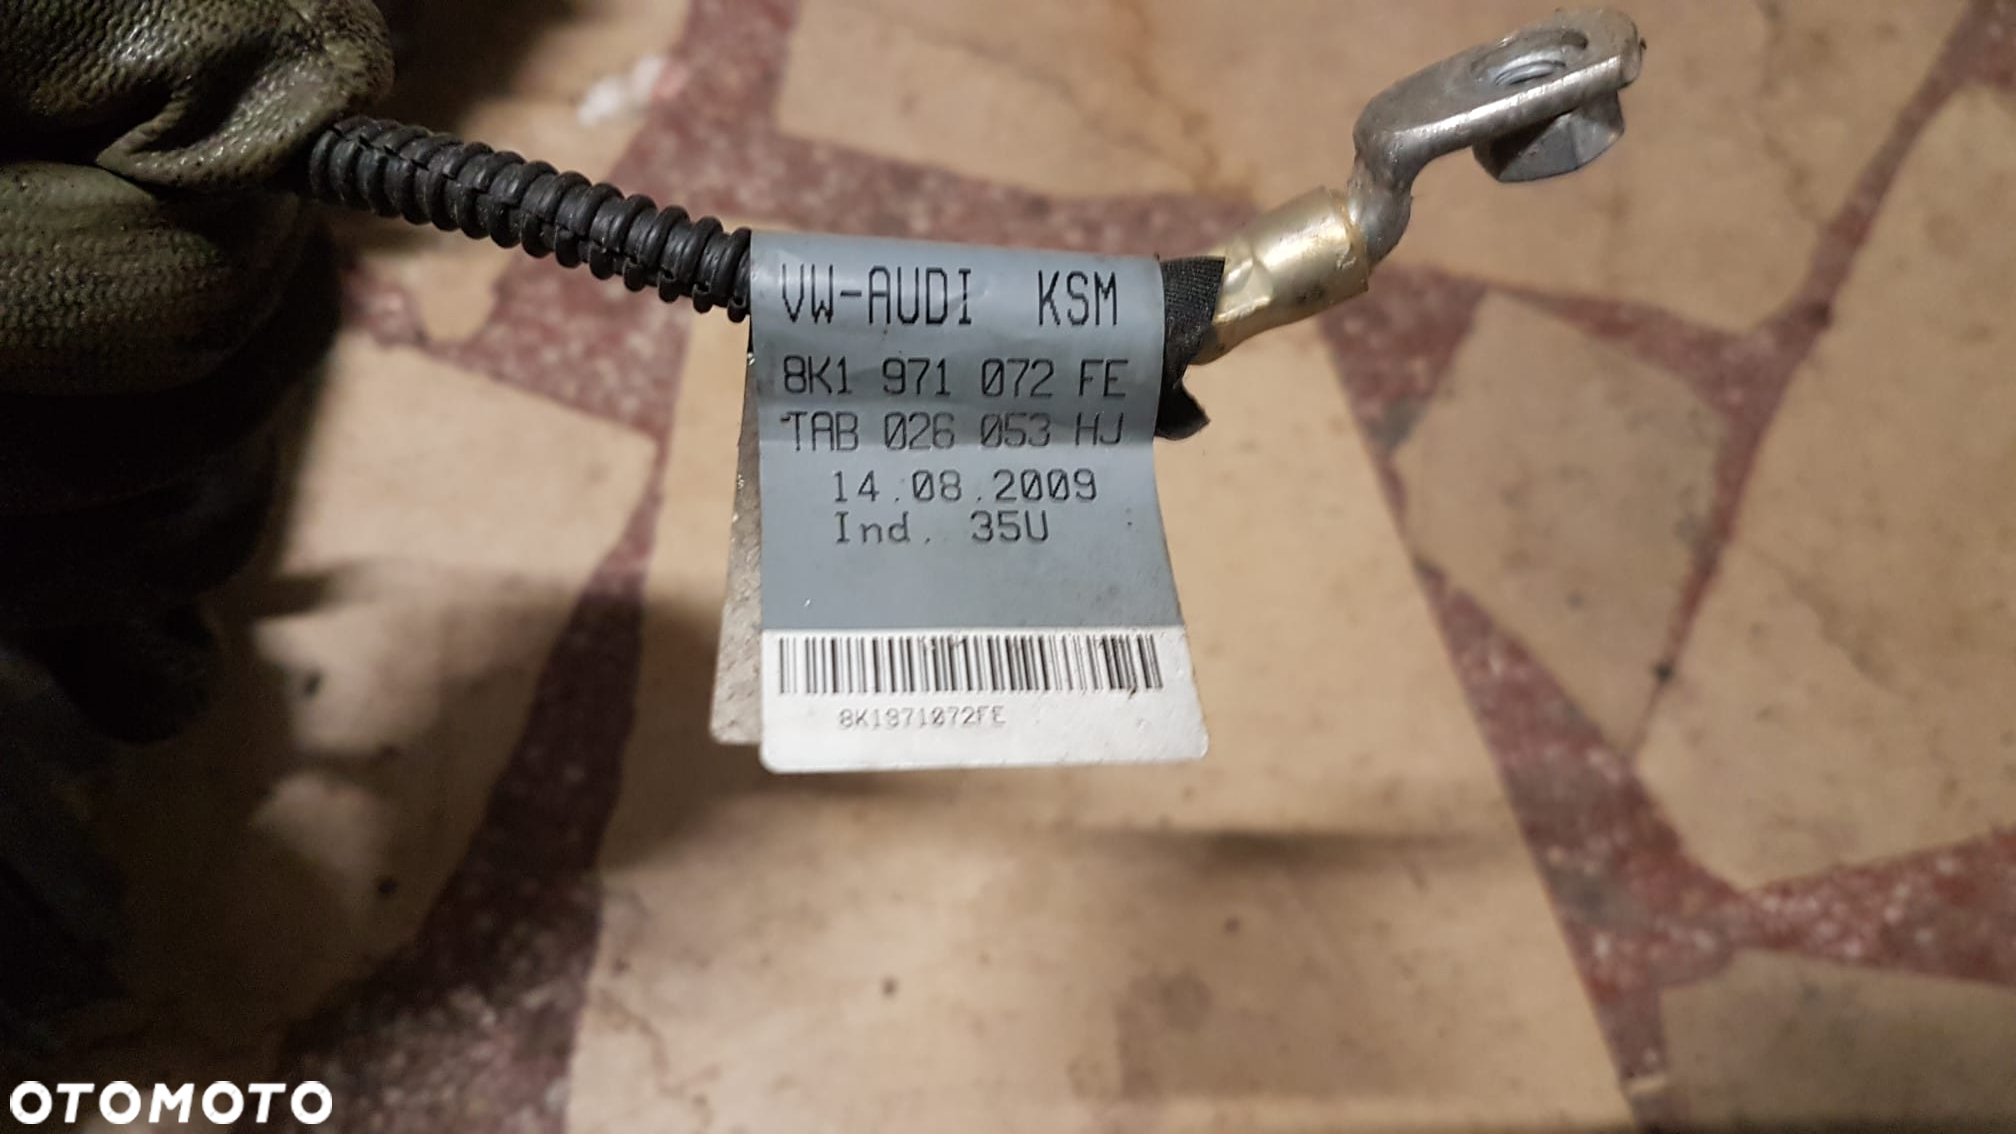 VW-AUDI KSM
8K1 971 072 FE
TAB 026 053 HJ
14.08.2009
Ind. 35U
8K1971072FE
OTOMOTO